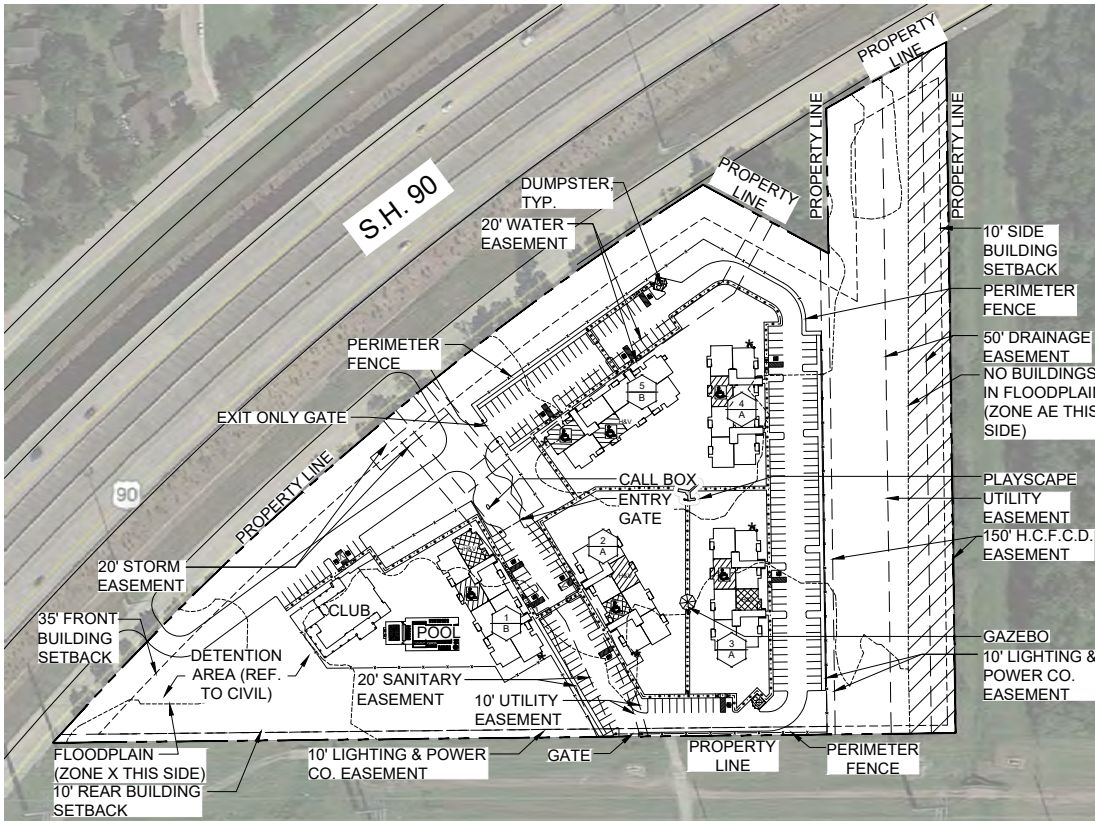 PROPERTY
LINE
PROPERTY LINE
PROPERTY LINE
S.H. 90
PROPERTY
LINE
DUMPSTER,
TYP.
20' WATER
EASEMENT
10' SIDE
BUILDING
SETBACK
PERIMETER
FENCE
50' DRAINAGE
EASEMENT
NO BUILDINGS
IN FLOODPLAIN
(ZONE AE THIS
SIDE)
PERIMETER
FENCE
EXIT ONLY GATE
5
B
4
A
H&V
90
PROPERTY LINE
CALL BOX
ENTRY
GATE
PLAYSCAPE
UTILITY
EASEMENT
150' H.C.F.C.D.
EASEMENT
2
A
20' STORM
EASEMENT
CLUB
POOL
1
B
3
A
35' FRONT
BUILDING
SETBACK
DETENTION
AREA (REF.
TO CIVIL)
20' SANITARY
EASEMENT
10' UTILITY
EASEMENT
GAZEBO
10' LIGHTING &
POWER CO.
EASEMENT
FLOODPLAIN
(ZONE X THIS SIDE)
10' REAR BUILDING
SETBACK
10' LIGHTING & POWER
CO. EASEMENT
GATE
PROPERTY
LINE
PERIMETER
FENCE